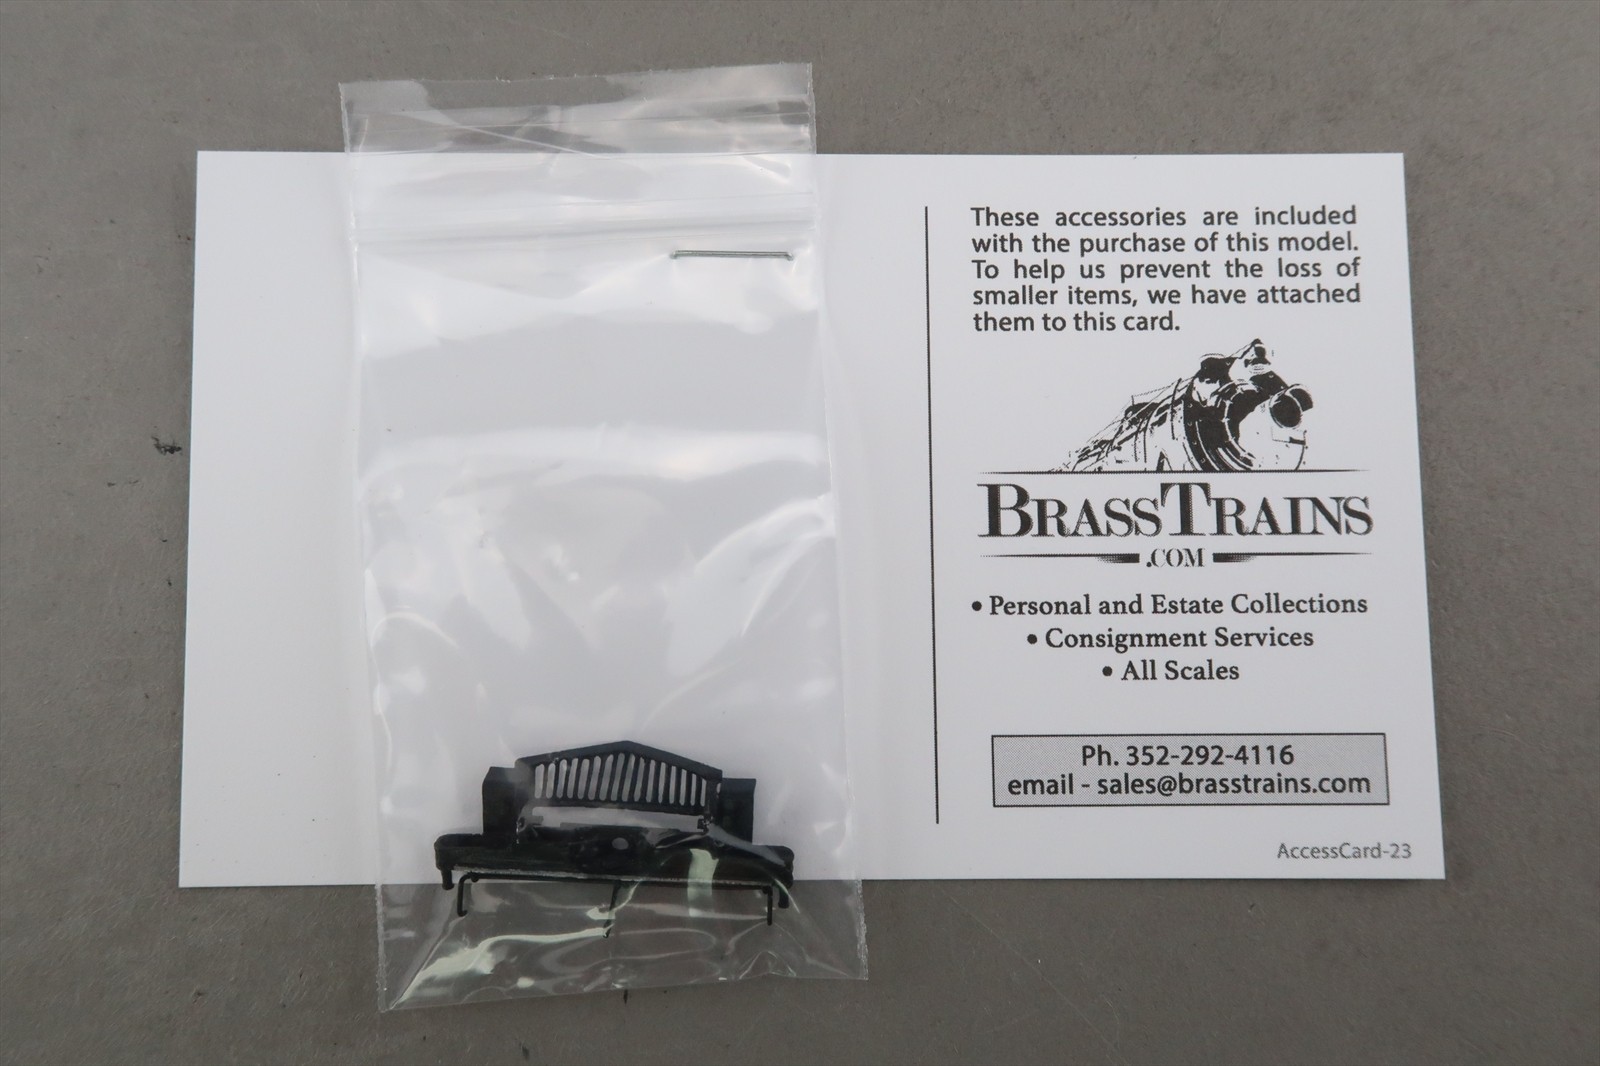 These accessories are included
with the purchase of this model.
To help us prevent the loss of
smaller items, we have attached
them to this card.
BRASSTRAINS
.COM
• Personal and Estate Collections
• Consignment Services
• All Scales
Ph. 352-292-4116
email - sales@brasstrains.com
AccessCard-23